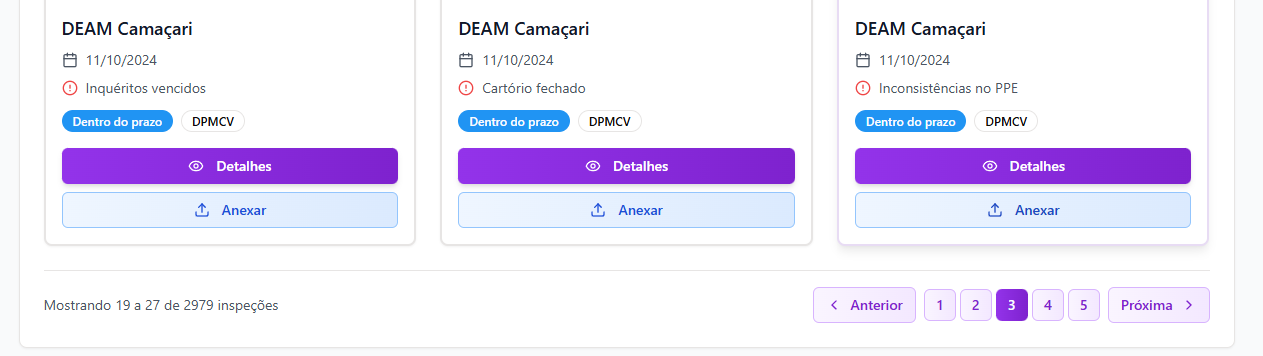 DEAM Camaçari
11/10/2024
Inquéritos vencidos
Dentro do prazo DPMCV
Detalhes
Anexar
DEAM Camaçari
11/10/2024
Cartório fechado
Dentro do prazo DPMCV
Detalhes
Anexar
DEAM Camaçari
11/10/2024
Inconsistências no PPE
Dentro do prazo DPMCV
Detalhes
Anexar
Mostrando 19 a 27 de 2979 inspeções
Anterior 1 2 3 4 5 Próxima